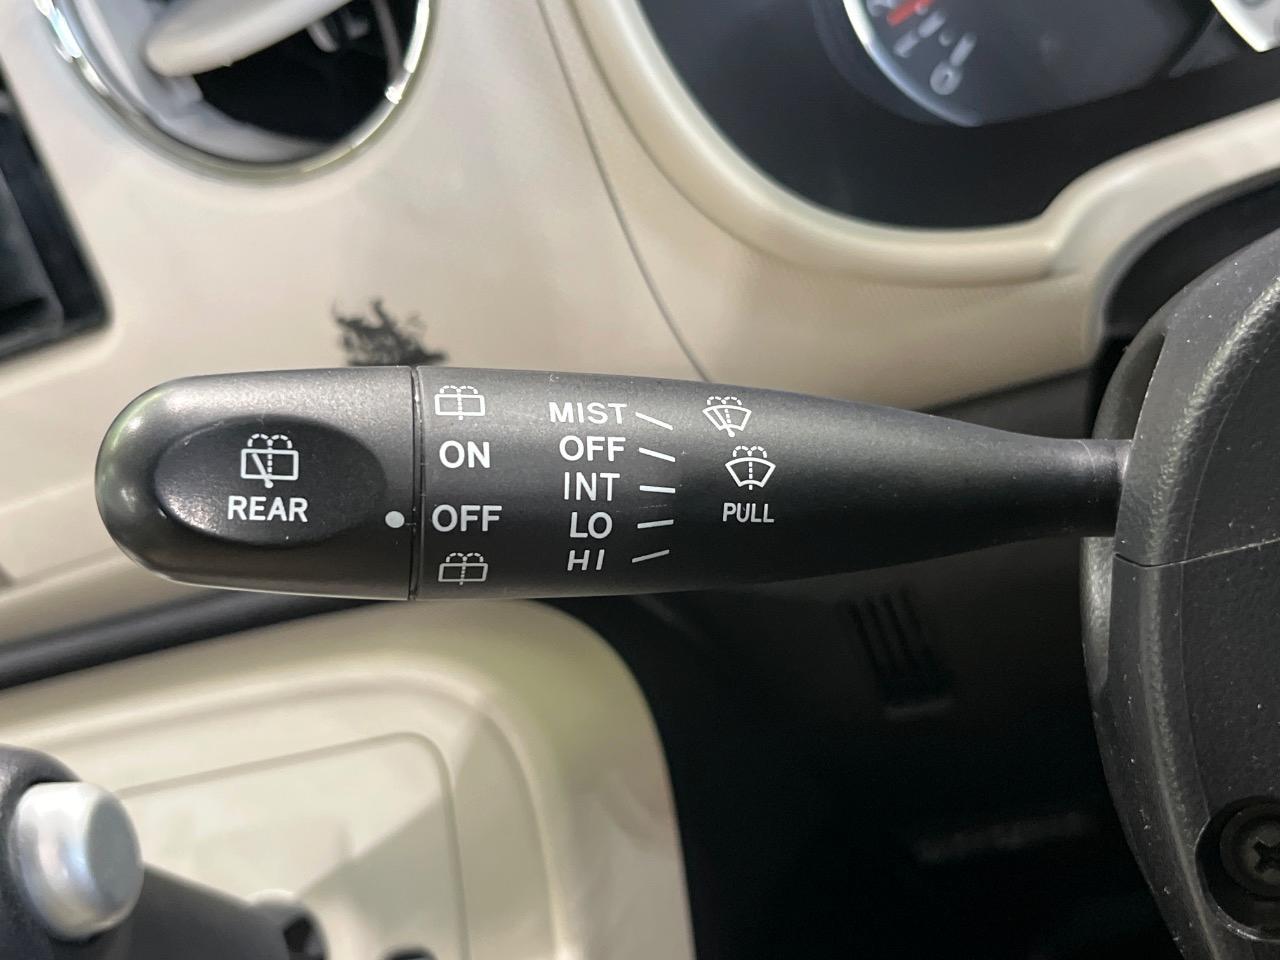 REAR
ON
OFF
MIST
OFF
INT
LO
HI
PULL